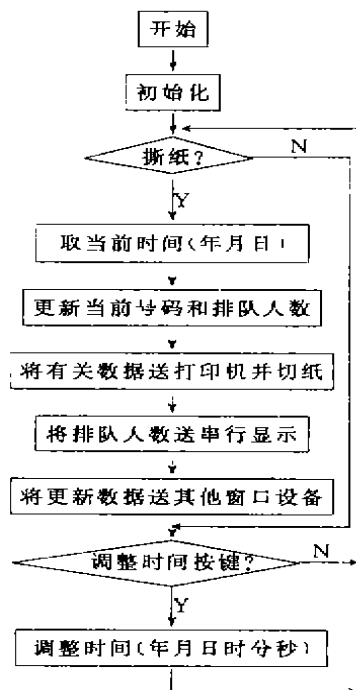 开始
初始化
撕纸?
N
Y
取当前时间(年月日)
更新当前号码和排队人数
将有关数据送打印机并切纸
将排队人数送串行显示
将更新数据送其他窗口设备
调整时间按键?
N
Y
调整时间(年月日时分秒)